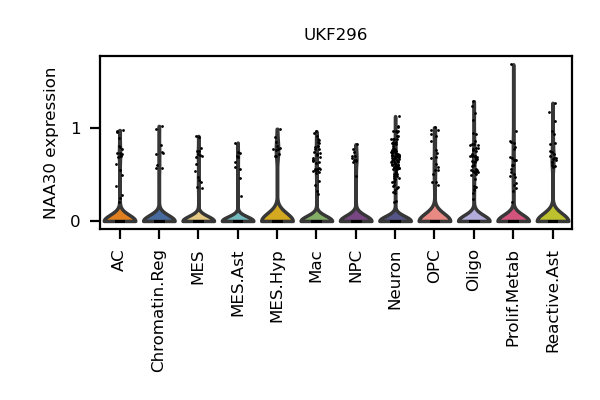 UKF296
NAA30 expression
1
0
AC
Chromatin.Reg
MES
MES.Ast
MES.Hyp
Mac
NPC
Neuron
OPC
Oligo
Prolif.Metab
Reactive.Ast